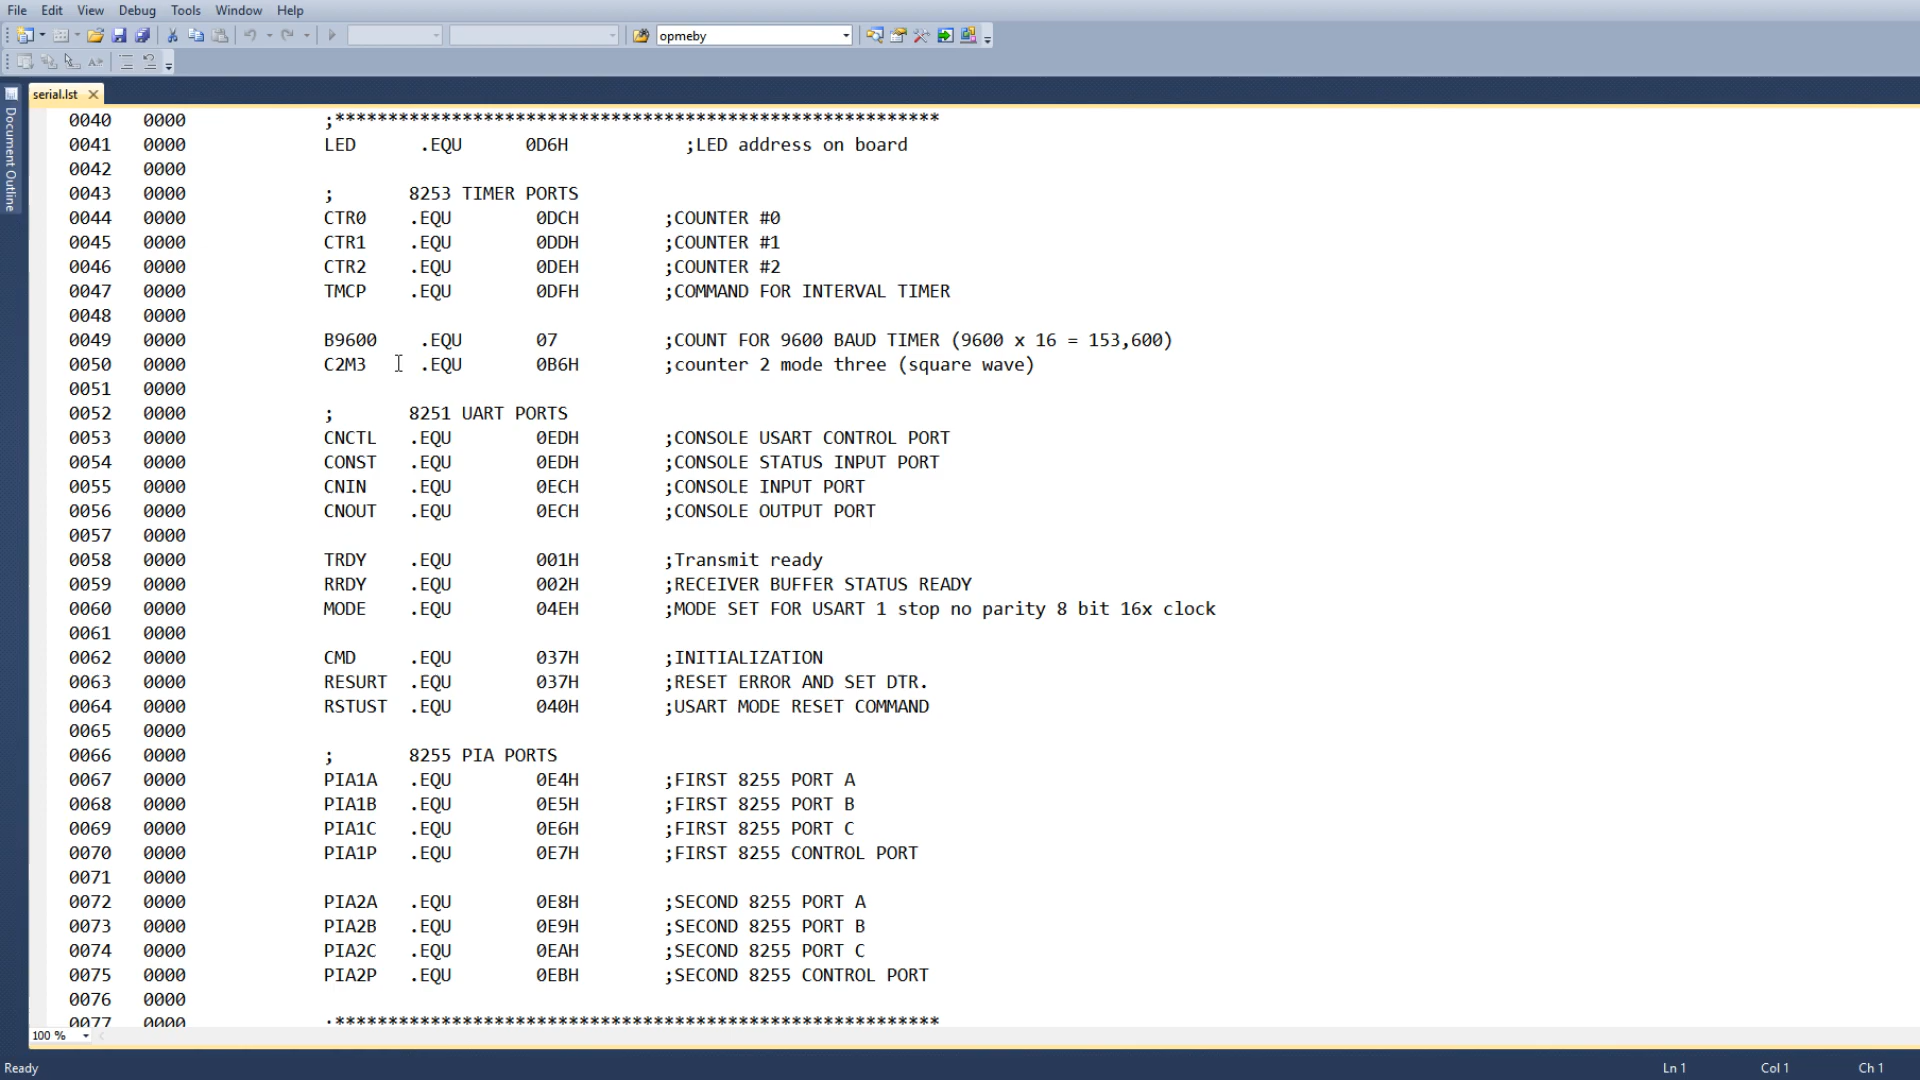 File Edit View Debug Tools Window Help
opmeby
serial.lst
Document Outline
0040 0000 ;*********************************************************
0041 0000 LED .EQU 0D6H ;LED address on board
0042 0000
0043 0000 ; 8253 TIMER PORTS
0044 0000 CTR0 .EQU 0DCH ;COUNTER #0
0045 0000 CTR1 .EQU 0DDH ;COUNTER #1
0046 0000 CTR2 .EQU 0DEH ;COUNTER #2
0047 0000 TMCP .EQU 0DFH ;COMMAND FOR INTERVAL TIMER
0048 0000
0049 0000 B9600 .EQU 07 ;COUNT FOR 9600 BAUD TIMER (9600 x 16 = 153,600)
0050 0000 C2M3 .EQU 0B6H ;counter 2 mode three (square wave)
0051 0000
0052 0000 ; 8251 UART PORTS
0053 0000 CNCTL .EQU 0EDH ;CONSOLE USART CONTROL PORT
0054 0000 CONST .EQU 0EDH ;CONSOLE STATUS INPUT PORT
0055 0000 CNIN .EQU 0ECH ;CONSOLE INPUT PORT
0056 0000 CNOUT .EQU 0ECH ;CONSOLE OUTPUT PORT
0057 0000
0058 0000 TRDY .EQU 001H ;Transmit ready
0059 0000 RRDY .EQU 002H ;RECEIVER BUFFER STATUS READY
0060 0000 MODE .EQU 04EH ;MODE SET FOR USART 1 stop no parity 8 bit 16x clock
0061 0000
0062 0000 CMD .EQU 037H ;INITIALIZATION
0063 0000 RESURT .EQU 037H ;RESET ERROR AND SET DTR.
0064 0000 RSTUST .EQU 040H ;USART MODE RESET COMMAND
0065 0000
0066 0000 ; 8255 PIA PORTS
0067 0000 PIA1A .EQU 0E4H ;FIRST 8255 PORT A
0068 0000 PIA1B .EQU 0E5H ;FIRST 8255 PORT B
0069 0000 PIA1C .EQU 0E6H ;FIRST 8255 PORT C
0070 0000 PIA1P .EQU 0E7H ;FIRST 8255 CONTROL PORT
0071 0000
0072 0000 PIA2A .EQU 0E8H ;SECOND 8255 PORT A
0073 0000 PIA2B .EQU 0E9H ;SECOND 8255 PORT B
0074 0000 PIA2C .EQU 0EAH ;SECOND 8255 PORT C
0075 0000 PIA2P .EQU 0EBH ;SECOND 8255 CONTROL PORT
0076 0000
0077 0000 ;*********************************************************
100 %
Ready Ln 1 Col 1 Ch 1